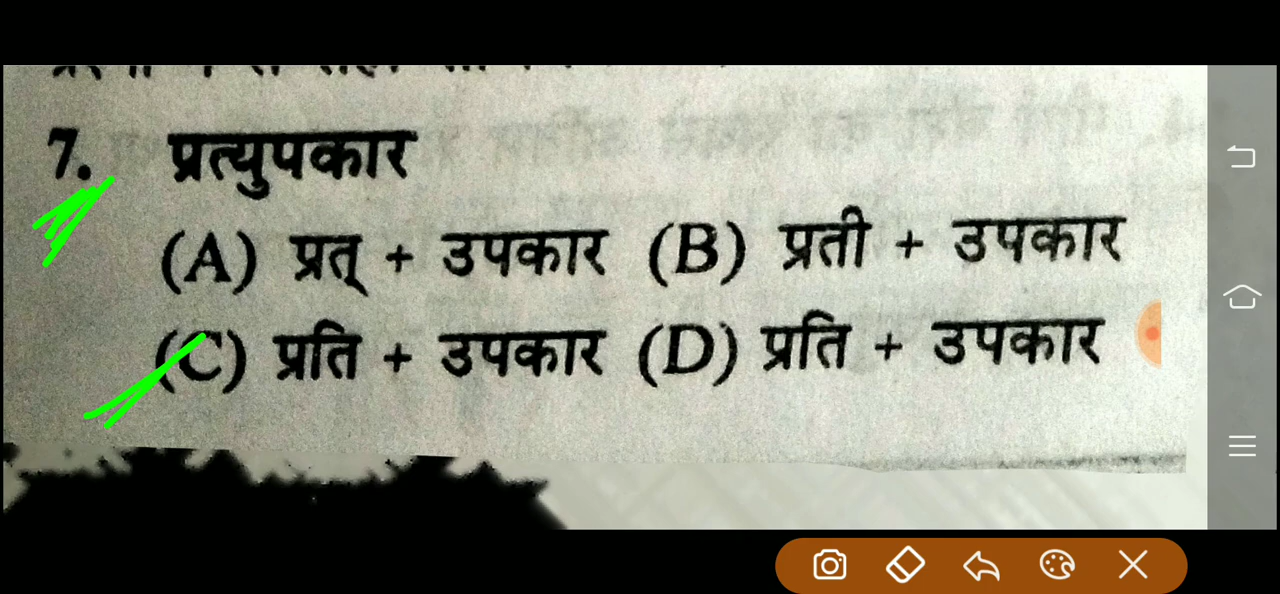 7. प्रत्युपकार
(A) प्रत् + उपकार (B) प्रती + उपकार
(C) प्रति + उपकार (D) प्रति + उपकार